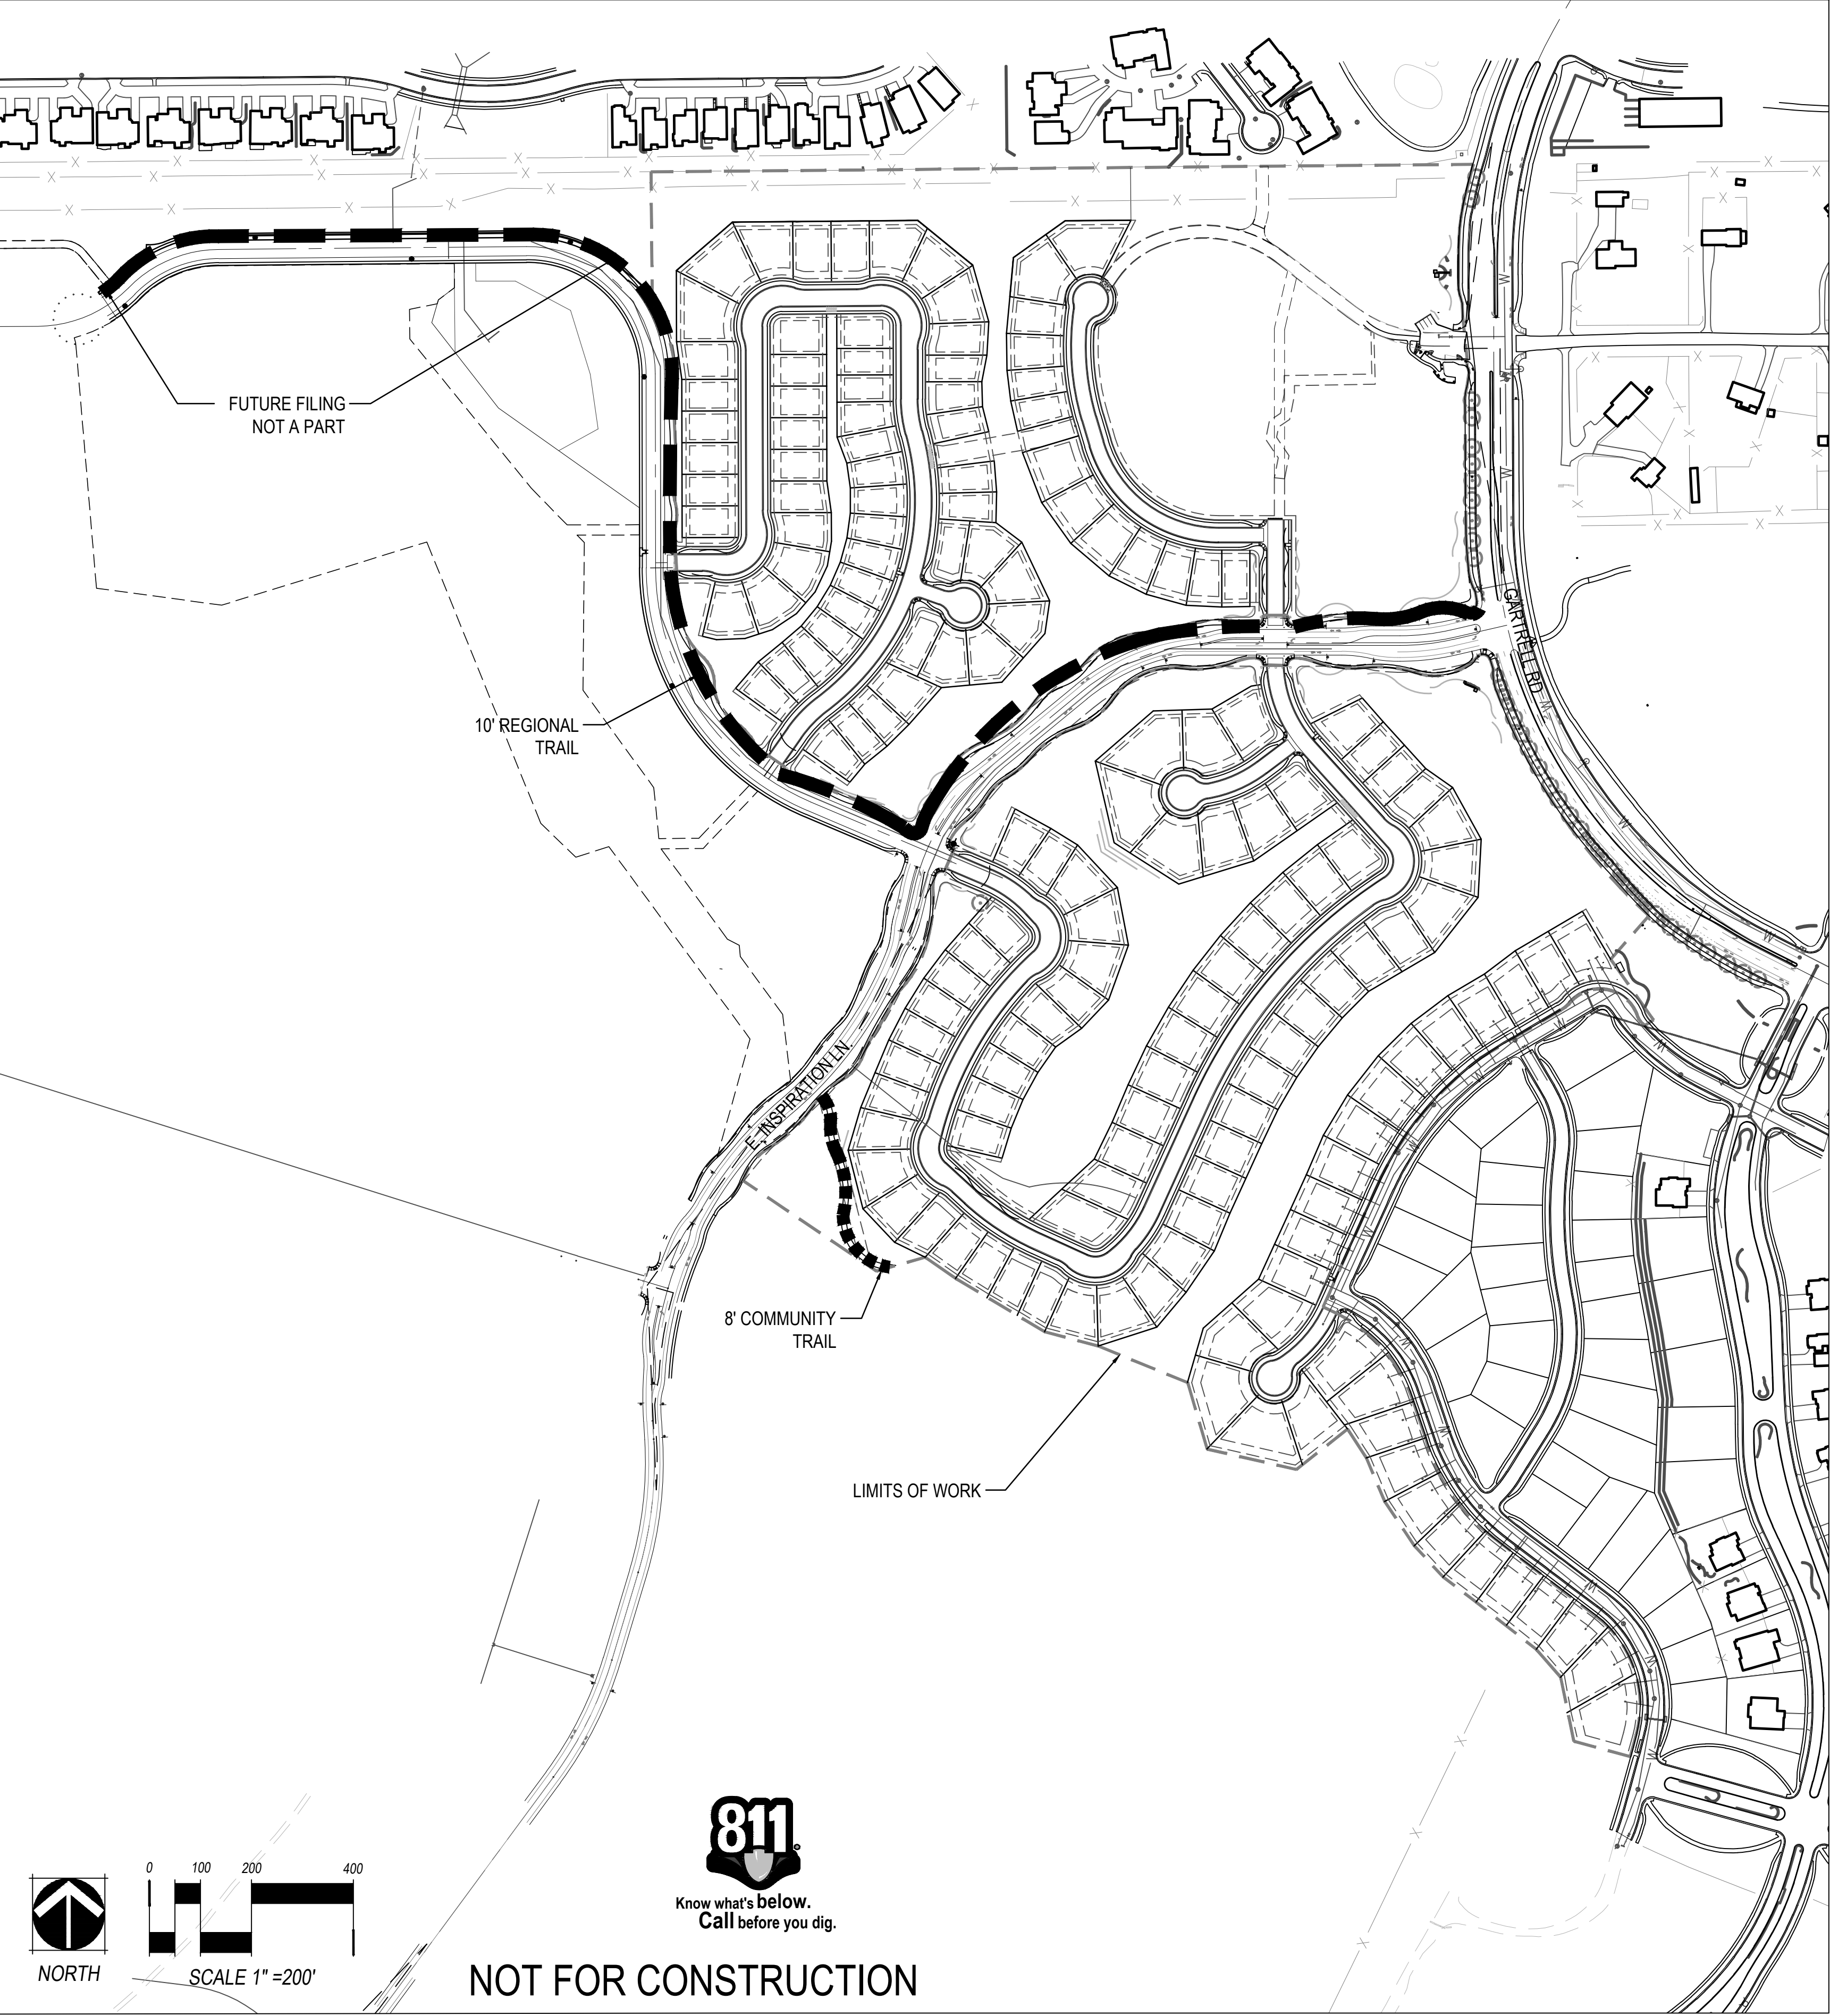 FUTURE FILING
NOT A PART
GARTRELL RD
10' REGIONAL
TRAIL
E. INSPIRATION LN.
8' COMMUNITY
TRAIL
LIMITS OF WORK
811
Know what's below.
Call before you dig.
0 100 200 400
NORTH
SCALE 1" =200'
NOT FOR CONSTRUCTION